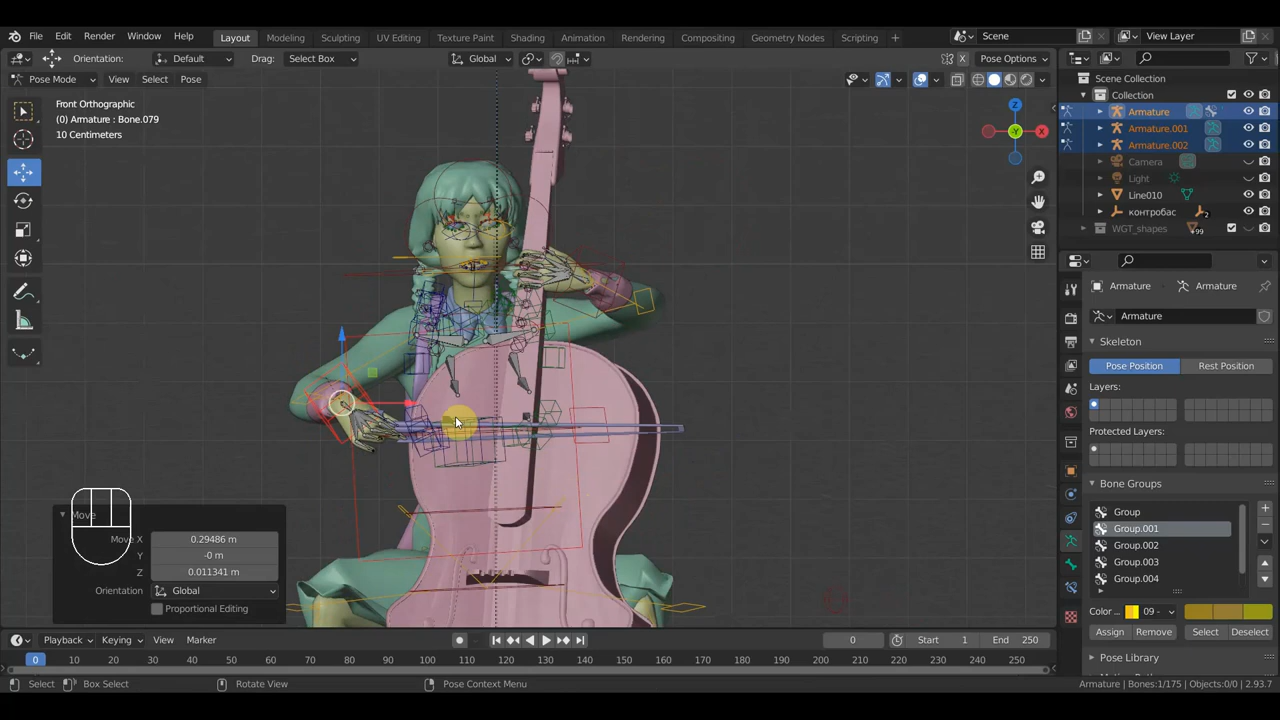 File Edit Render Window Help Layout Modeling Sculpting UV Editing Texture Paint Shading Animation Rendering Compositing Geometry Nodes Scripting + Scene View Layer
Orientation: Default Drag: Select Box Global Pose Options
Pose Mode View Select Pose
Front Orthographic
(0) Armature : Bone.079
10 Centimeters
Z
X
-Y
Move
Move X 0.29486 m
Y -0 m
Z 0.011341 m
Orientation Global
Proportional Editing
Scene Collection
Collection
Armature
Armature.001
Armature.002
Camera
Light
Line010
контробас 2
WGT_shapes +99
Armature Armature
Armature
Skeleton
Pose Position Rest Position
Layers:
Protected Layers:
Bone Groups
Group
Group.001
Group.002
Group.003
Group.004
Color ... 09 -
Assign Remove Select Deselect
Pose Library
Playback Keying View Marker 0 Start 1 End 250
0 10 20 30 40 50 60 70 80 90 100 110 120 130 140 150 160 170 180 190 200 210 220 230 240 250
Select Box Select Rotate View Pose Context Menu Armature | Bones:1/175 | Objects:0/0 | 2.93.7